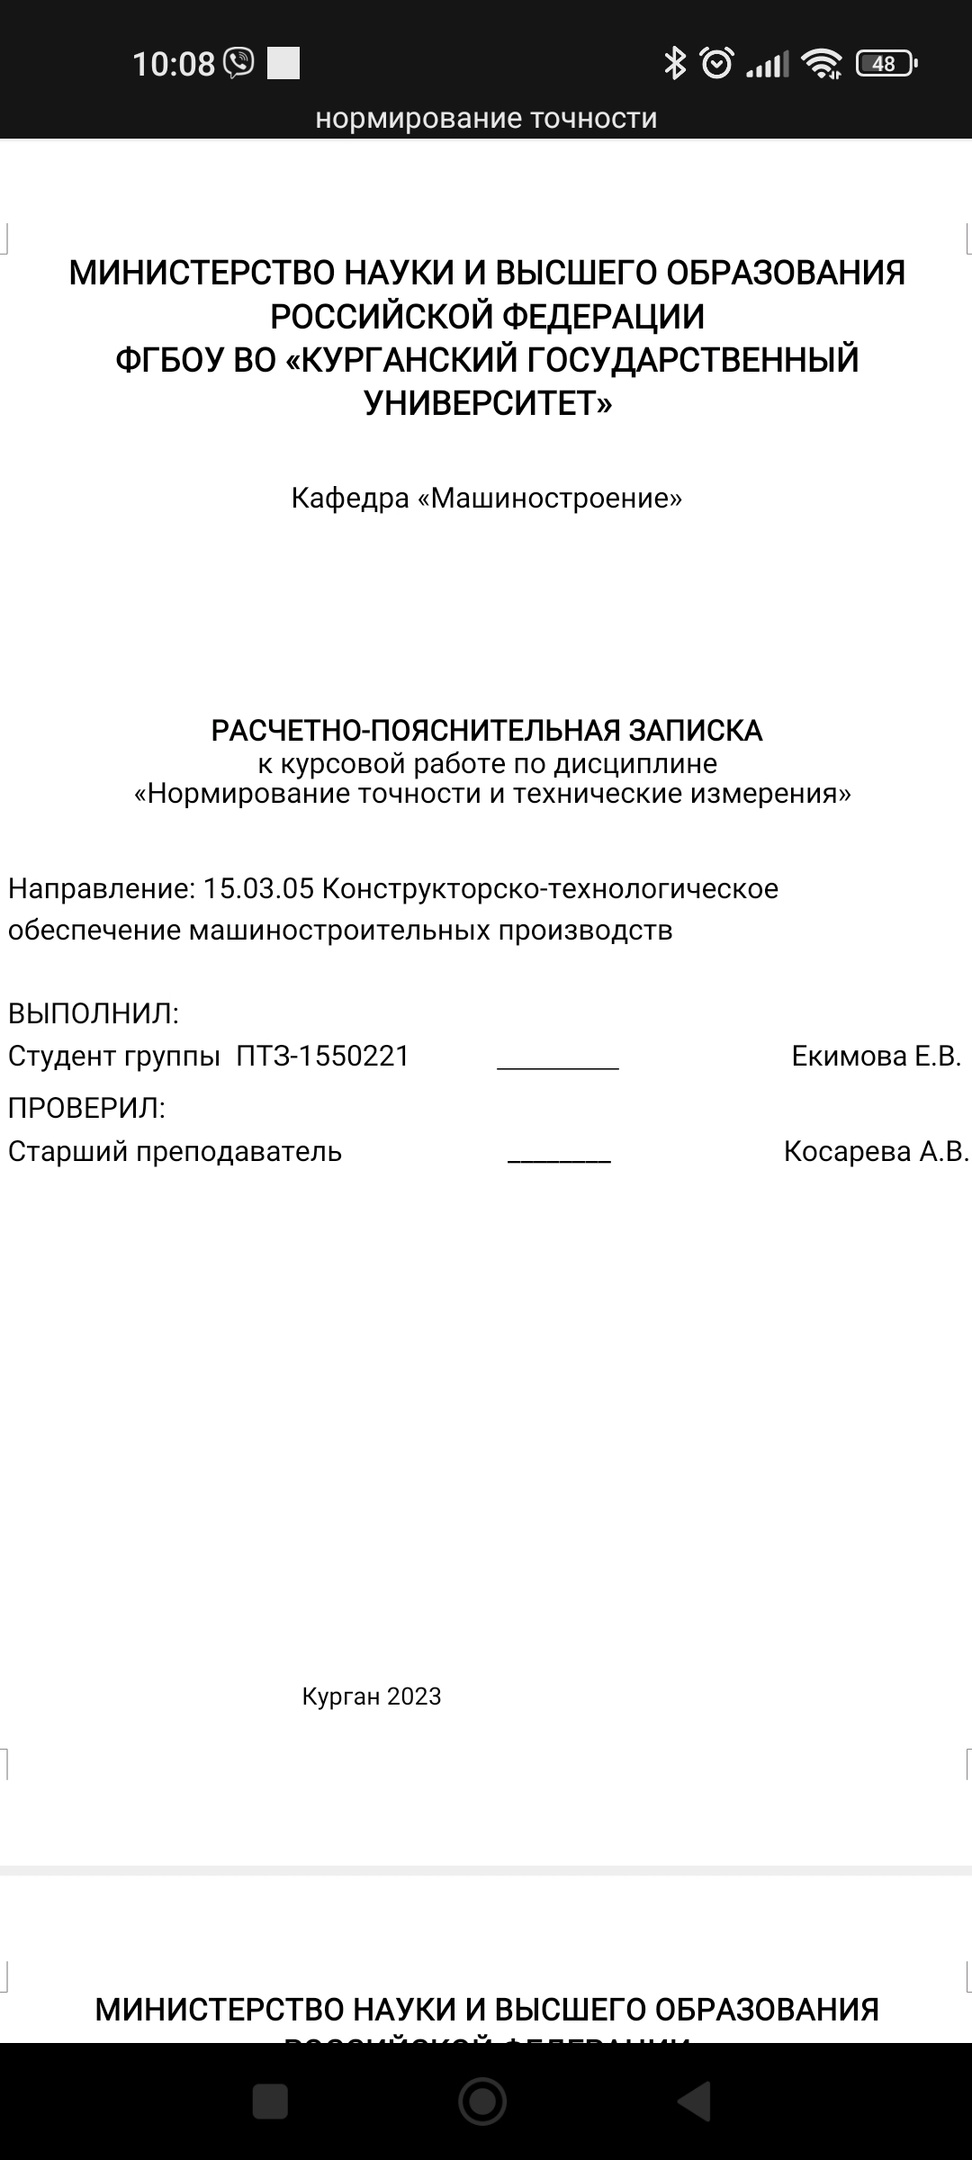 10:08
48
нормирование точности
МИНИСТЕРСТВО НАУКИ И ВЫСШЕГО ОБРАЗОВАНИЯ
РОССИЙСКОЙ ФЕДЕРАЦИИ
ФГБОУ ВО «КУРГАНСКИЙ ГОСУДАРСТВЕННЫЙ
УНИВЕРСИТЕТ»
Кафедра «Машиностроение»
РАСЧЕТНО-ПОЯСНИТЕЛЬНАЯ ЗАПИСКА
к курсовой работе по дисциплине
«Нормирование точности и технические измерения»
Направление: 15.03.05 Конструкторско-технологическое
обеспечение машиностроительных производств
ВЫПОЛНИЛ:
Студент группы ПТЗ-1550221 _________ Екимова Е.В.
ПРОВЕРИЛ:
Старший преподаватель ________ Косарева А.В.
Курган 2023
МИНИСТЕРСТВО НАУКИ И ВЫСШЕГО ОБРАЗОВАНИЯ
РОССИЙСКОЙ ФЕДЕРАЦИИ